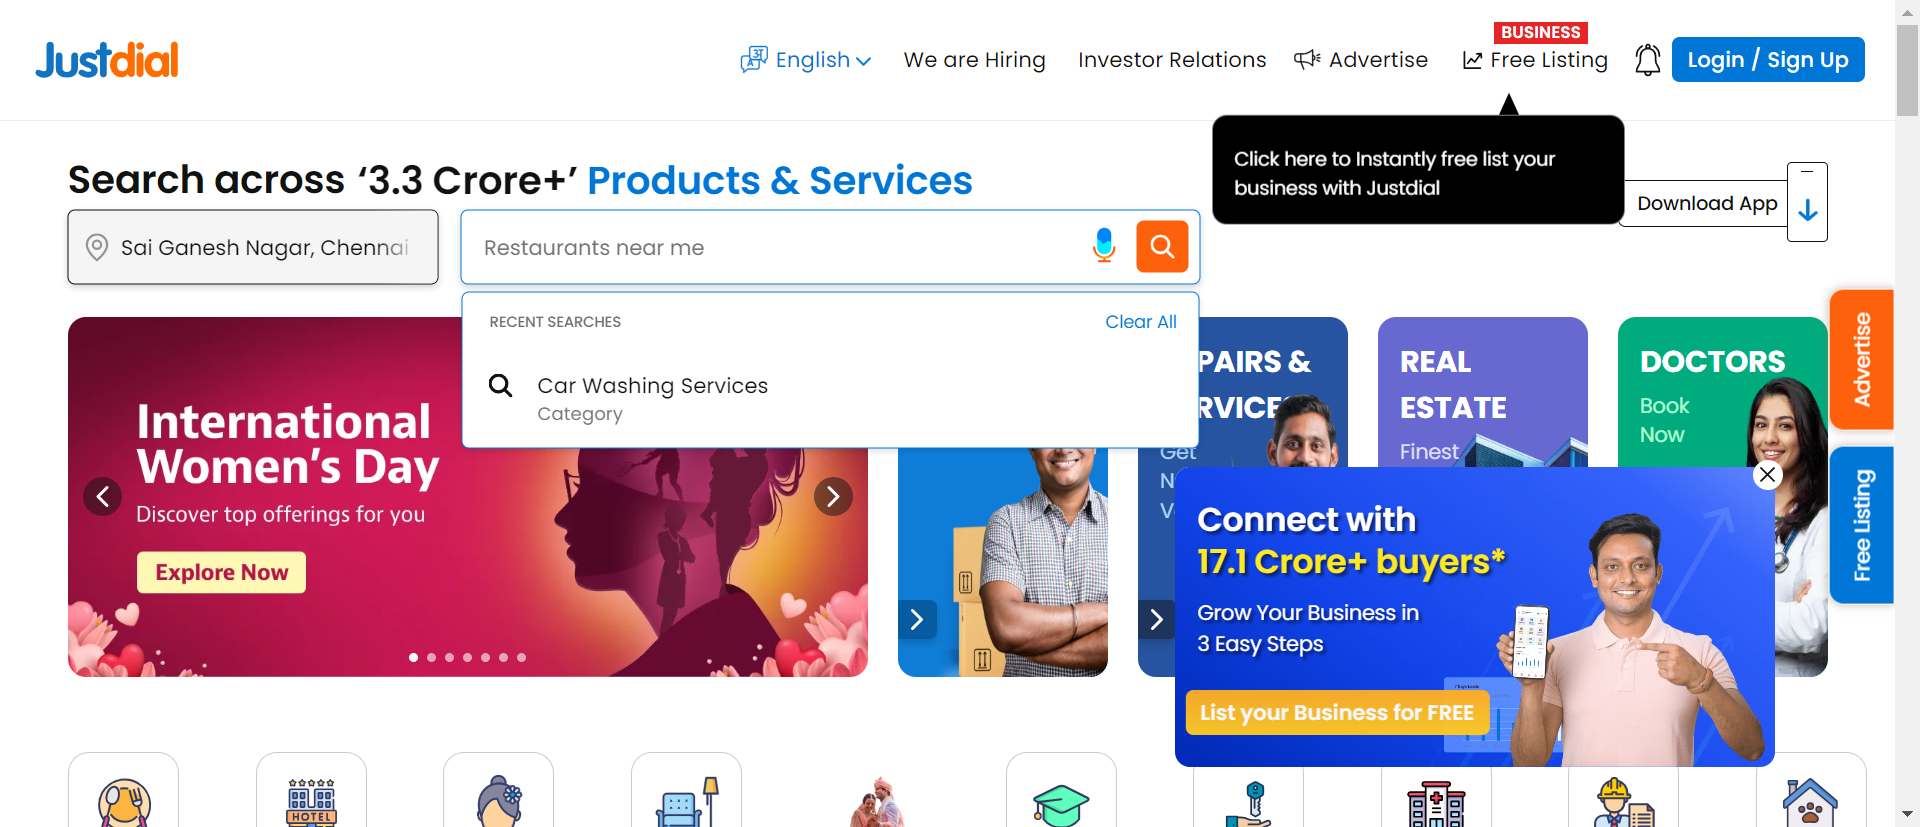 Justdial
English
We are Hiring
Investor Relations
Advertise
BUSINESS
Free Listing
Login / Sign Up
Click here to Instantly free list your
business with Justdial
Search across ‘3.3 Crore+’ Products & Services
Download App
Sai Ganesh Nagar, Chennai
Restaurants near me
RECENT SEARCHES
Clear All
Car Washing Services
Category
International
Women’s Day
Discover top offerings for you
Explore Now
PAIRS &
RVICE
Get
REAL
ESTATE
Finest
DOCTORS
Book
Now
Advertise
Free Listing
Connect with
17.1 Crore+ buyers*
Grow Your Business in
3 Easy Steps
List your Business for FREE
HOTEL